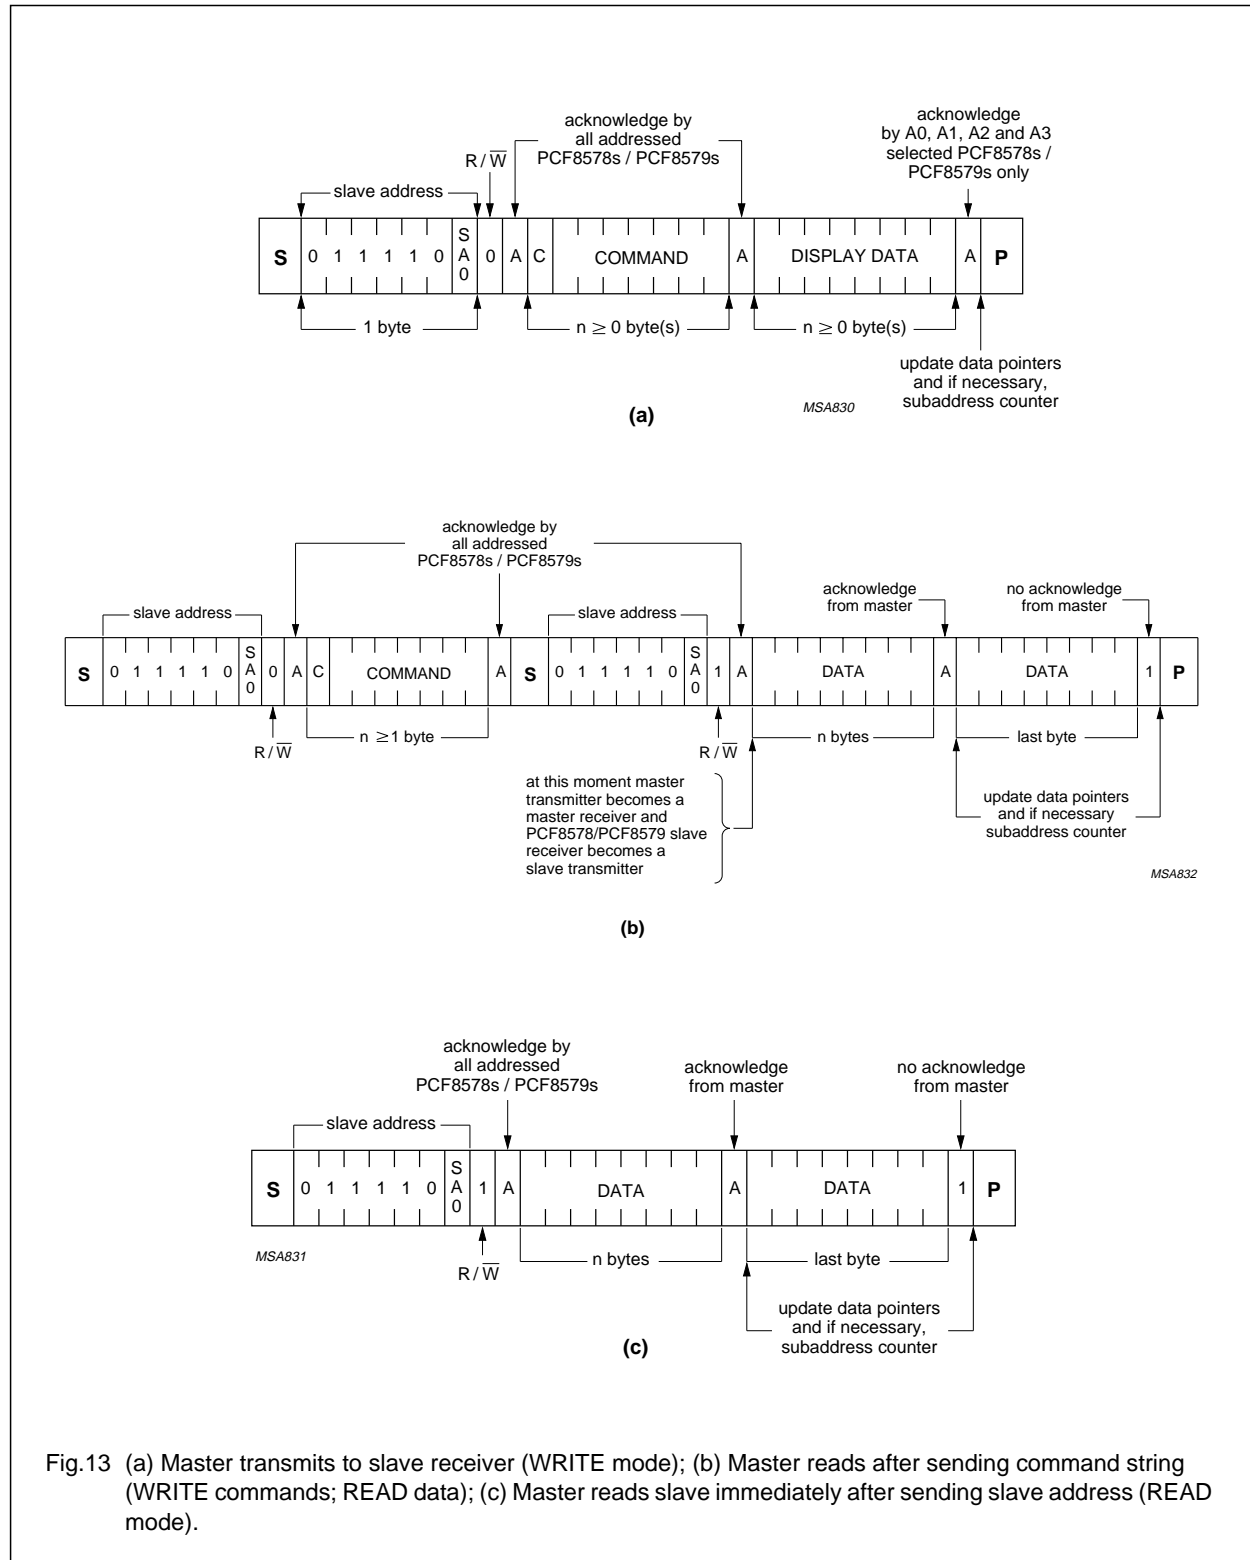 acknowledge
by A0, A1, A2 and A3
selected PCF8578s /
PCF8579s only
acknowledge by
all addressed
PCF8578s / PCF8579s
R / W
slave address
S 0 1 1 1 1 0 SA0 0 A C COMMAND A DISPLAY DATA A P
1 byte n ≥ 0 byte(s) n ≥ 0 byte(s)
update data pointers
and if necessary,
subaddress counter
MSA830
(a)
acknowledge by
all addressed
PCF8578s / PCF8579s
acknowledge
from master
no acknowledge
from master
slave address slave address
S 0 1 1 1 1 0 SA0 0 A C COMMAND A S 0 1 1 1 1 0 SA0 1 A DATA A DATA 1 P
R / W n ≥1 byte R / W n bytes last byte
at this moment master
transmitter becomes a
master receiver and
PCF8578/PCF8579 slave
receiver becomes a
slave transmitter
update data pointers
and if necessary
subaddress counter
MSA832
(b)
acknowledge by
all addressed
PCF8578s / PCF8579s
acknowledge
from master
no acknowledge
from master
slave address
S 0 1 1 1 1 0 SA0 1 A DATA A DATA 1 P
MSA831
R / W n bytes last byte
update data pointers
and if necessary,
subaddress counter
(c)
Fig.13 (a) Master transmits to slave receiver (WRITE mode); (b) Master reads after sending command string
(WRITE commands; READ data); (c) Master reads slave immediately after sending slave address (READ
mode).